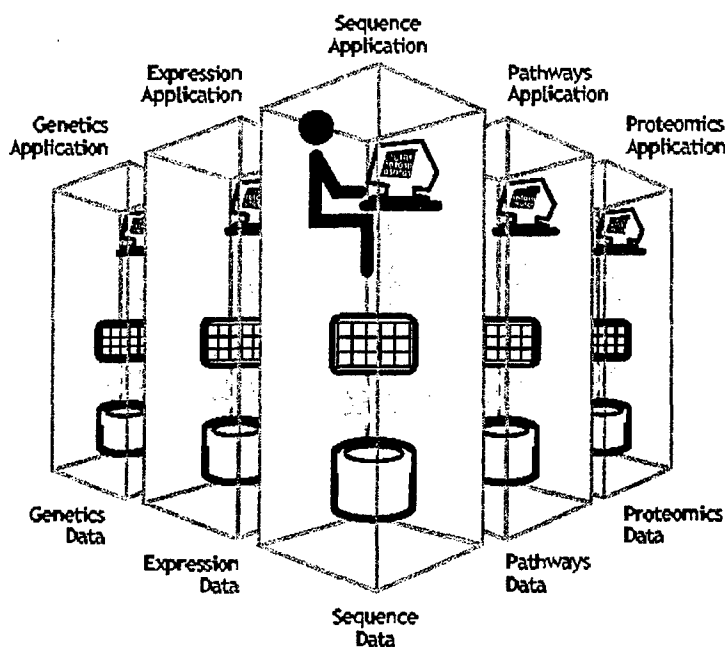 Sequence
Application
Expression
Application
Pathways
Application
Genetics
Application
Proteomics
Application
Genetics
Data
Proteomics
Data
Expression
Data
Pathways
Data
Sequence
Data